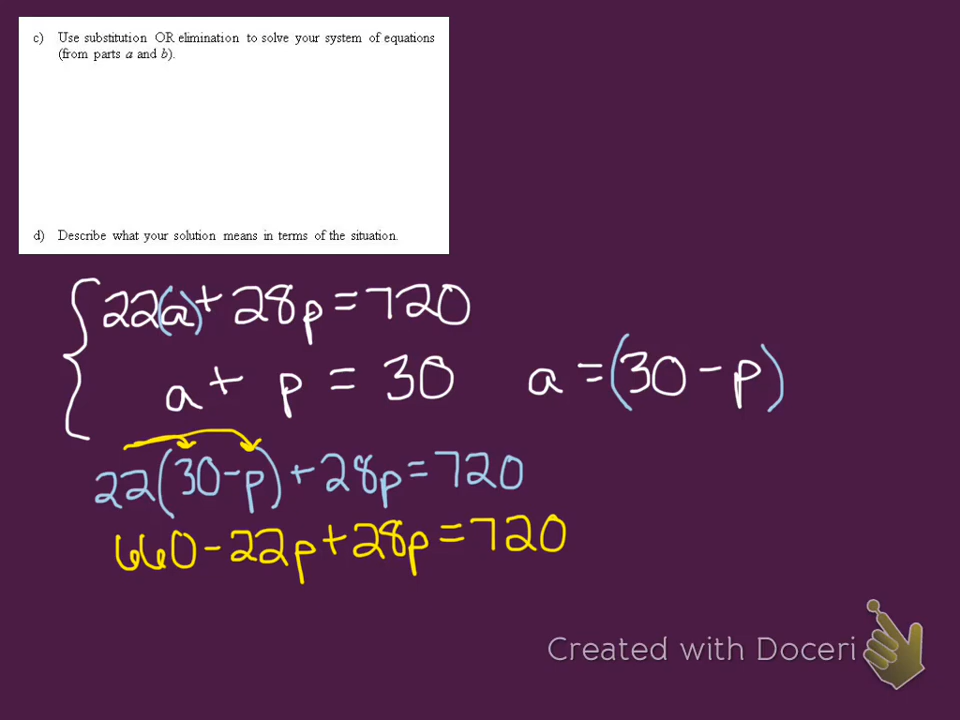 c) Use substitution OR elimination to solve your system of equations
(from parts a and b).
d) Describe what your solution means in terms of the situation.
22(a)+28p=720
a+p=30 a=(30-p)
22(30-p)+28p=720
660-22p+28p=720
Created with Doceri